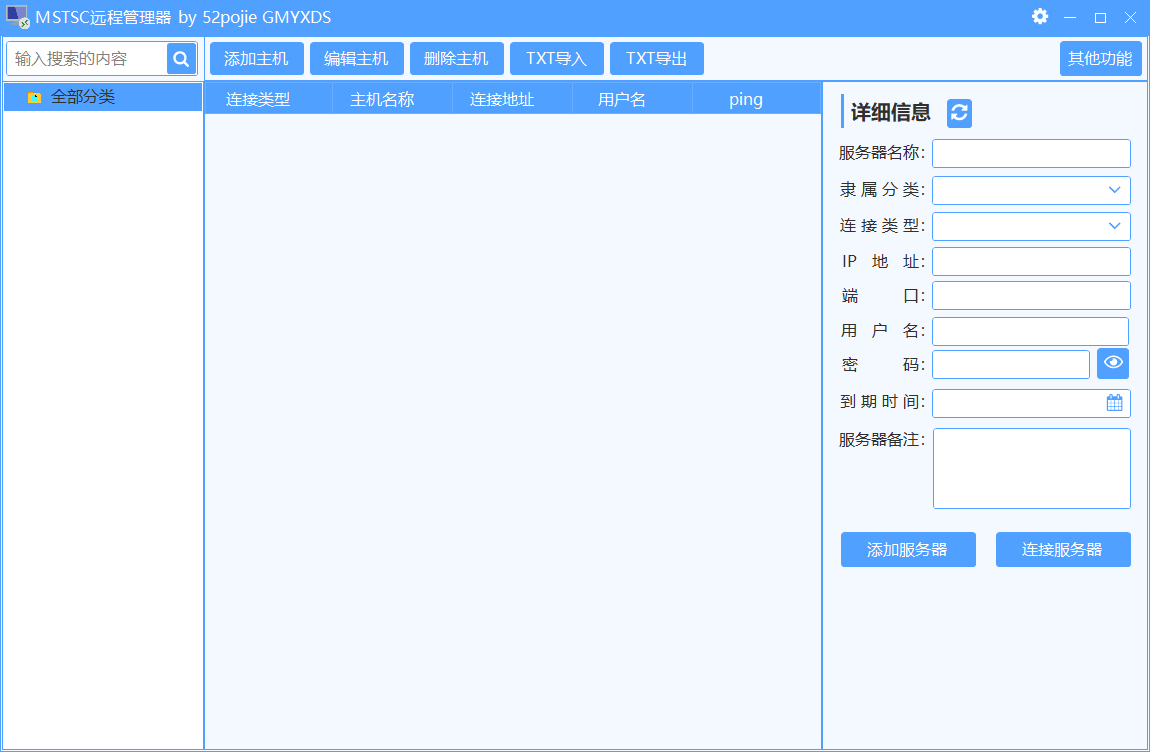 MSTSC远程管理器 by 52pojie GMYXDS
输入搜索的内容
添加主机 编辑主机 删除主机 TXT导入 TXT导出 其他功能
全部分类
连接类型 主机名称 连接地址 用户名 ping
详细信息
服务器名称:
隶属分类:
连接类型:
IP 地 址:
端 口:
用 户 名:
密 码:
到期时间:
服务器备注:
添加服务器 连接服务器